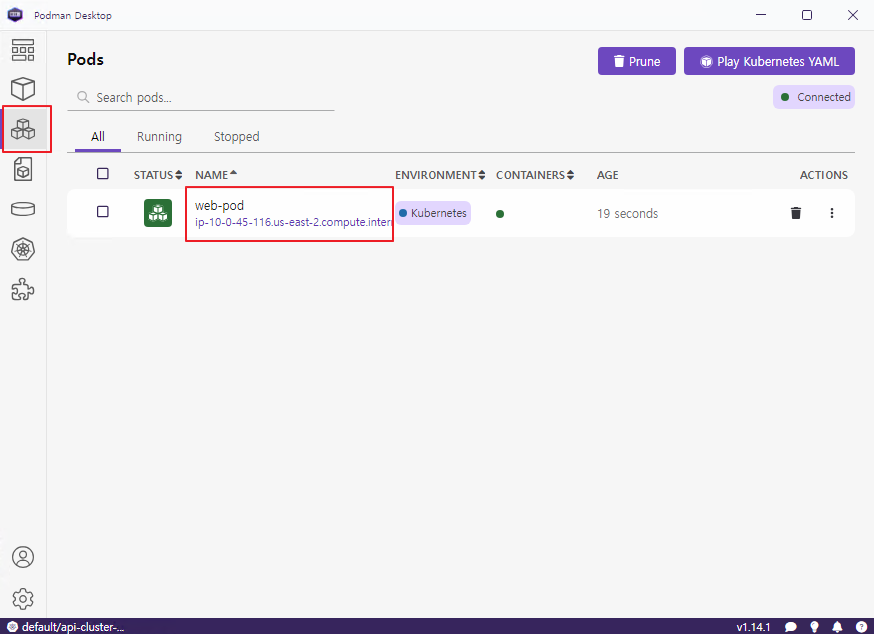 Podman Desktop
Pods
Prune
Play Kubernetes YAML
Search pods...
Connected
All Running Stopped
STATUS NAME ENVIRONMENT CONTAINERS AGE ACTIONS
web-pod
ip-10-0-45-116.us-east-2.compute.intern
Kubernetes
19 seconds
default/api-cluster-...
v1.14.1